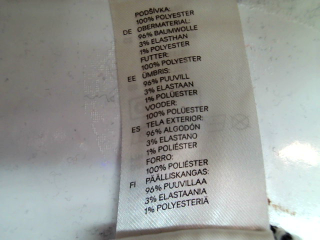 PODŠÍVKA:
100% POLYESTER
DE OBERMATERIAL:
96% BAUMWOLLE
3% ELASTHAN
1% POLYESTER
FUTTER:
100% POLYESTER
EE ÜMBRIS:
96% PUUVILL
3% ELASTAAN
1% POLÜESTER
VOODER:
100% POLÜESTER
ES TELA EXTERIOR:
96% ALGODÓN
3% ELASTANO
1% POLIÉSTER
FORRO:
100% POLIÉSTER
FI PÄÄLLISKANGAS:
96% PUUVILLAA
3% ELASTAANIA
1% POLYESTERIÄ